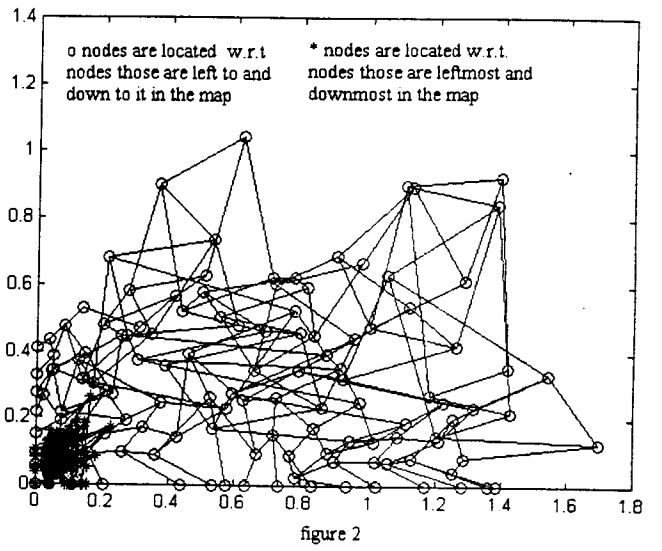 1.4
1.2
1
0.8
0.6
0.4
0.2
0
o nodes are located w.r.t
nodes those are left to and
down to it in the map
* nodes are located w.r.t.
nodes those are leftmost and
downmost in the map
0 0.2 0.4 0.6 0.8 1 1.2 1.4 1.6 1.8
figure 2